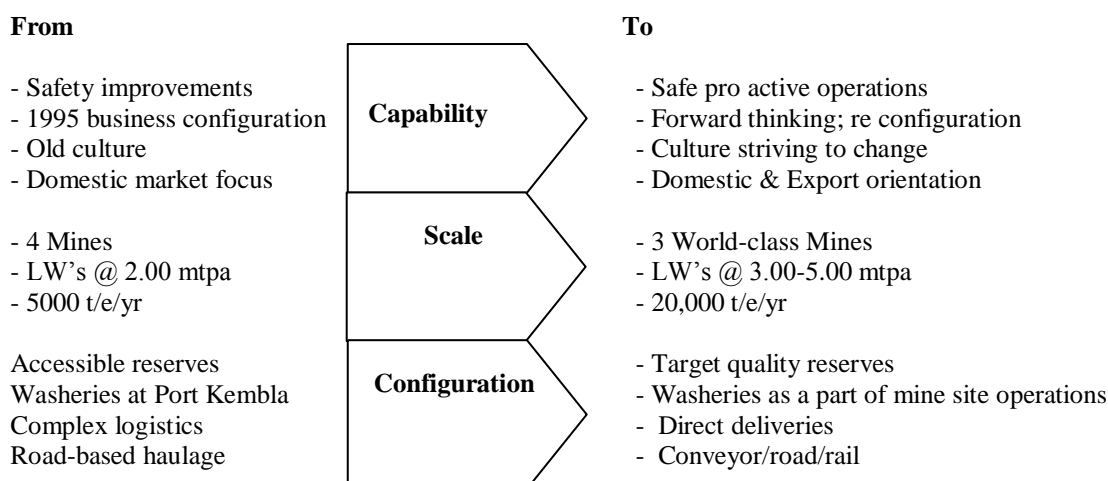 From
- Safety improvements
- 1995 business configuration
- Old culture
- Domestic market focus
- 4 Mines
- LW's @ 2.00 mtpa
- 5000 t/e/yr
Accessible reserves
Washeries at Port Kembla
Complex logistics
Road-based haulage
Capability
Scale
Configuration
To
- Safe pro active operations
- Forward thinking; re configuration
- Culture striving to change
- Domestic & Export orientation
- 3 World-class Mines
- LW's @ 3.00-5.00 mtpa
- 20,000 t/e/yr
- Target quality reserves
- Washeries as a part of mine site operations
- Direct deliveries
- Conveyor/road/rail